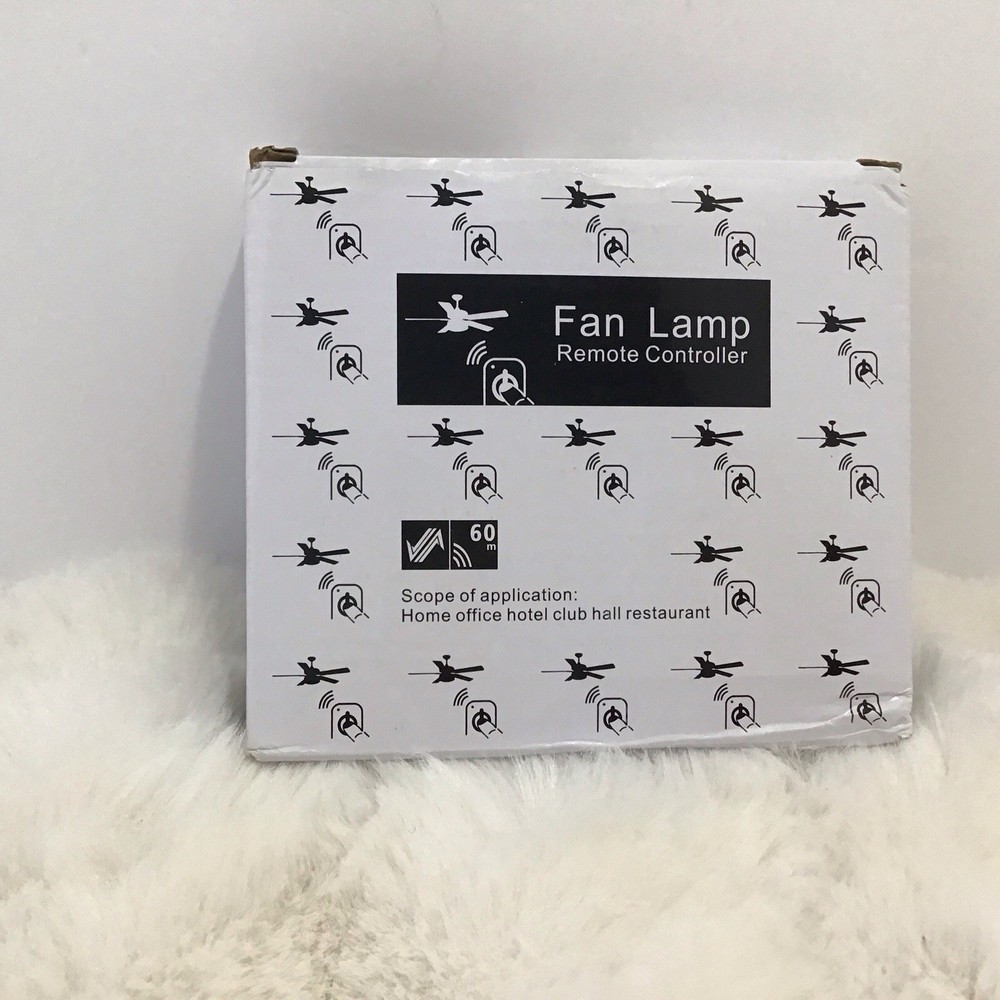 Fan Lamp
Remote Controller
60
m
Scope of application:
Home office hotel club hall restaurant